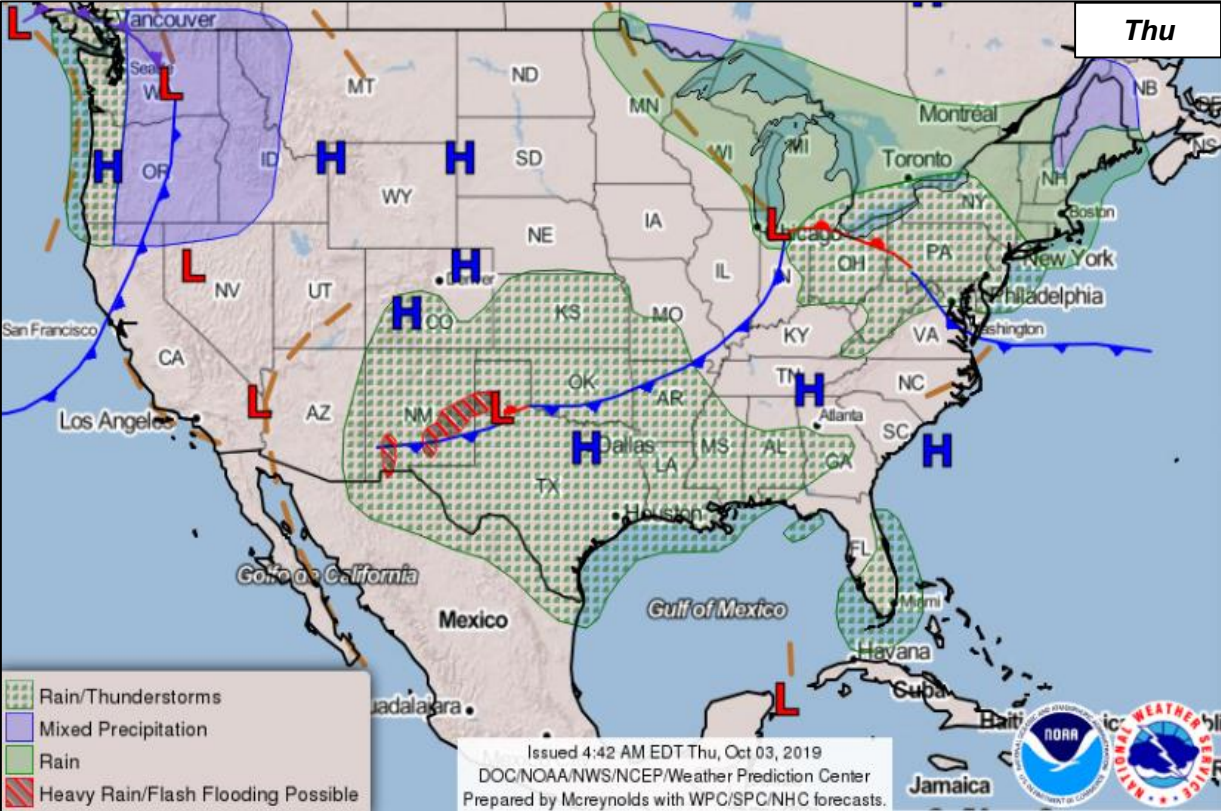 Thu
Vancouver
L
H
L
Seattle
WA
MT
ND
MN
Montréal
NB
NS
H
OR
ID
H
H
SD
WI
MI
Toronto
NH
WY
NY
Boston
IA
L
Chicago
NE
PA
New York
L
H
Denver
IL
IN
OH
NV
UT
Philadelphia
H
CO
KS
MO
San Francisco
KY
VA
Washington
CA
OK
TN
H
NC
L
L
AR
Los Angeles
AZ
NM
Atlanta
SC
H
Dallas
MS
AL
H
LA
GA
TX
Houston
FL
Golfo de California
Miami
Mexico
Gulf of Mexico
Havana
Cuba
L
uadalajara
Haiti
Jamaica
Rain/Thunderstorms
Mixed Precipitation
Rain
Heavy Rain/Flash Flooding Possible
Issued 4:42 AM EDT Thu, Oct 03, 2019
DOC/NOAA/NWS/NCEP/Weather Prediction Center
Prepared by Mcreynolds with WPC/SPC/NHC forecasts.
NOAA
NATIONAL WEATHER SERVICE